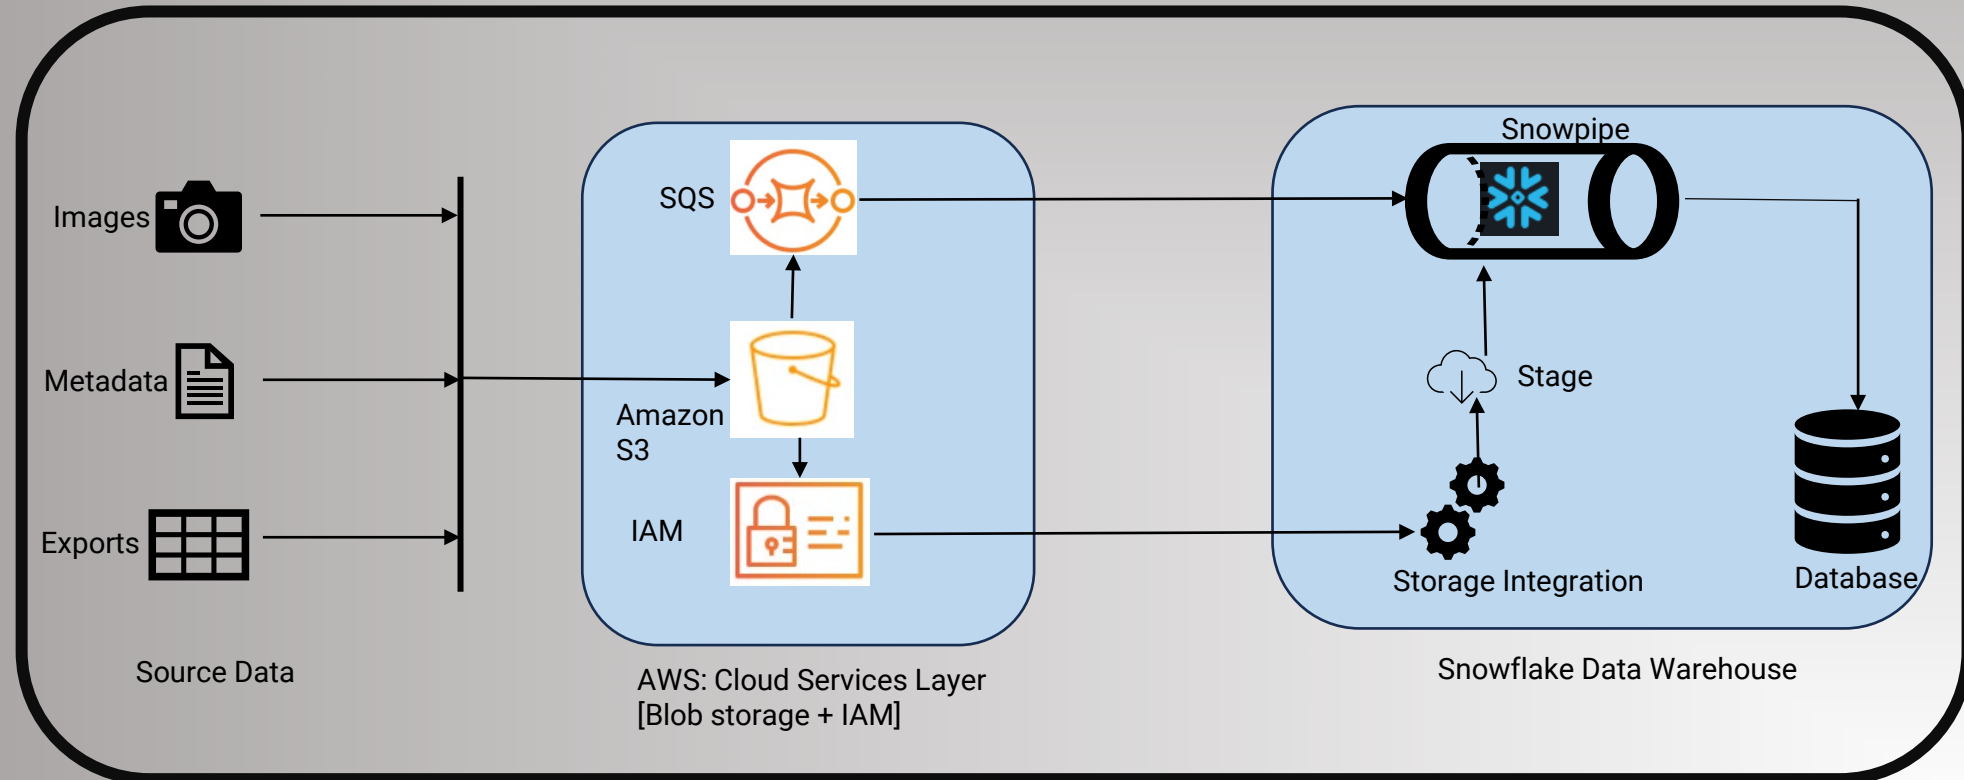 Images
Metadata
Exports
Source Data
SQS
Amazon
S3
IAM
AWS: Cloud Services Layer
[Blob storage + IAM]
Snowpipe
Stage
Storage Integration
Database
Snowflake Data Warehouse